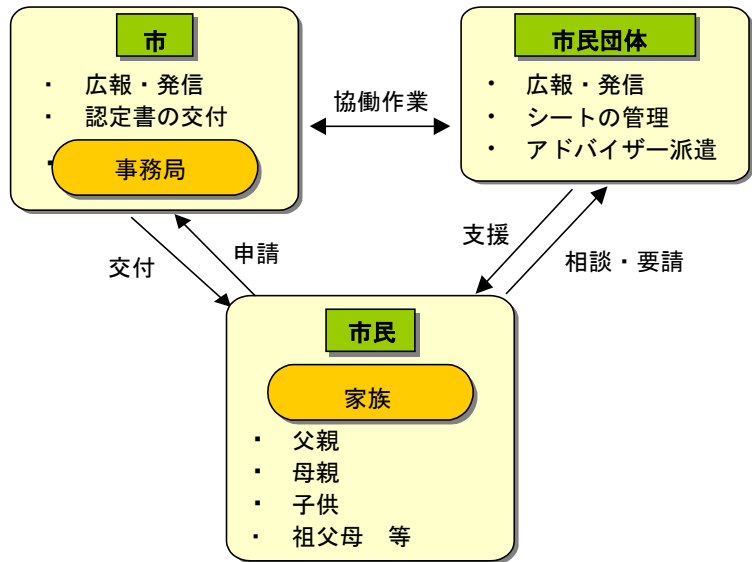 市
・ 広報・発信
・ 認定書の交付
・
事務局
市民団体
・ 広報・発信
・ シートの管理
・ アドバイザー派遣
協働作業
交付
申請
支援
相談・要請
市民
家族
・ 父親
・ 母親
・ 子供
・ 祖父母 等